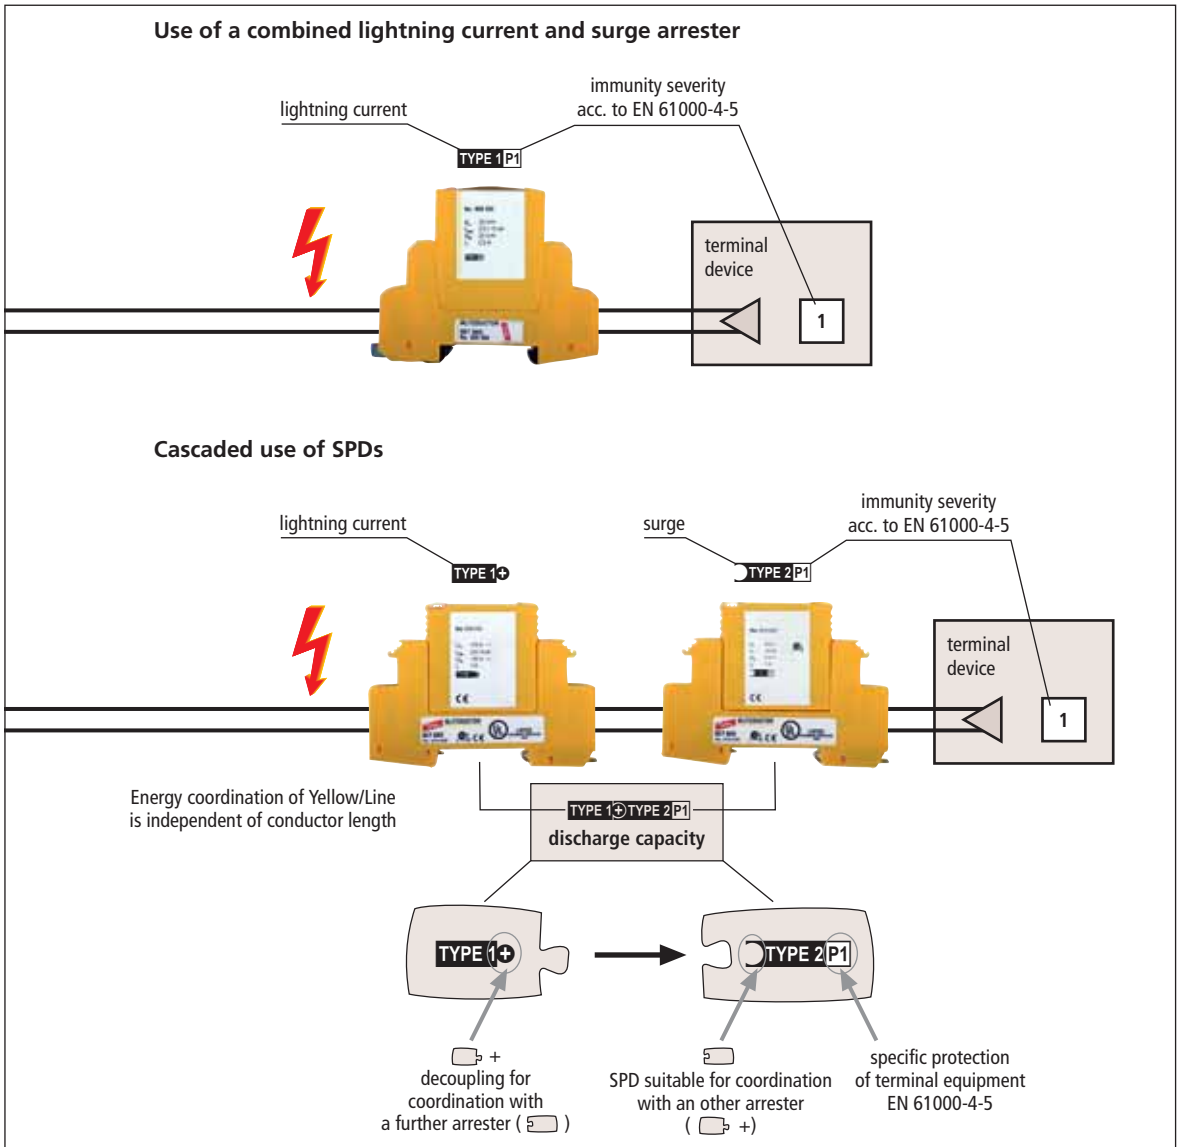 Use of a combined lightning current and surge arrester
immunity severity
acc. to EN 61000-4-5
lightning current
TYPE 1 P1
terminal
device
1
Cascaded use of SPDs
immunity severity
acc. to EN 61000-4-5
lightning current
surge
TYPE 1+
TYPE 2 P1
terminal
device
1
CE
CE
UL
UL
Energy coordination of Yellow/Line
is independent of conductor length
TYPE 1+TYPE 2 P1
discharge capacity
TYPE 1+
TYPE 2 P1
+
decoupling for
coordination with
a further arrester ( )
SPD suitable for coordination
with an other arrester
( +)
specific protection
of terminal equipment
EN 61000-4-5